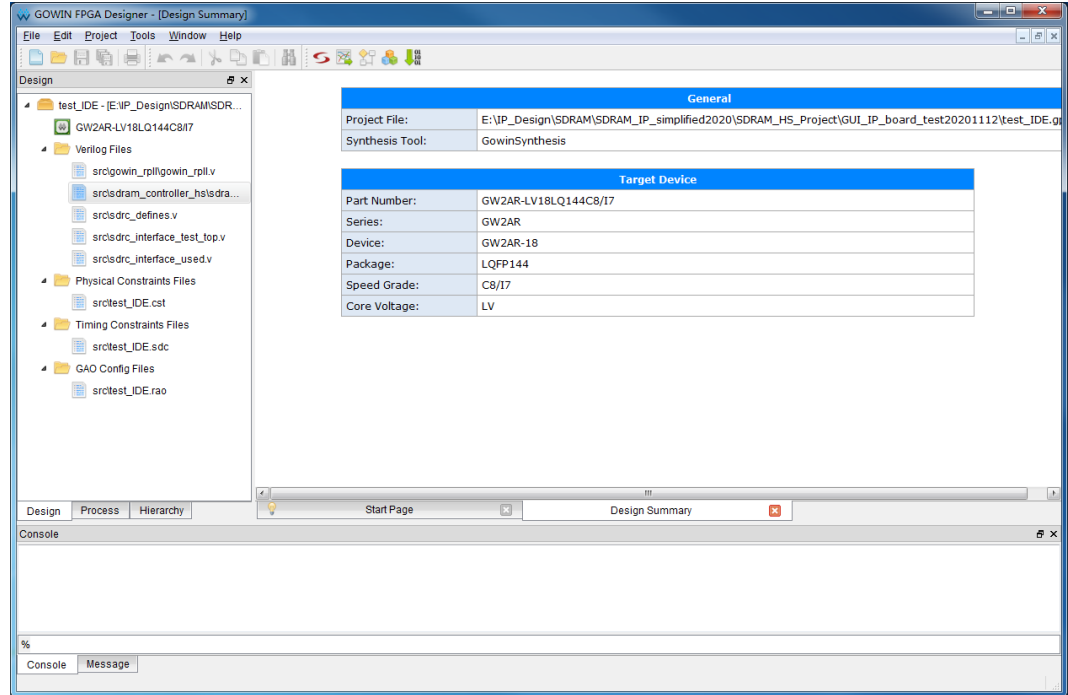 GOWIN FPGA Designer - [Design Summary]
File Edit Project Tools Window Help
Design
test_IDE - [E:\IP_Design\SDRAM\SDR...
GW2AR-LV18LQ144C8/I7
Verilog Files
src\gowin_rpll\gowin_rpll.v
src\sdram_controller_hs\sdra...
src\sdrc_defines.v
src\sdrc_interface_test_top.v
src\sdrc_interface_used.v
Physical Constraints Files
src\test_IDE.cst
Timing Constraints Files
src\test_IDE.sdc
GAO Config Files
src\test_IDE.rao
Design Process Hierarchy
General
Project File: E:\IP_Design\SDRAM\SDRAM_IP_simplified2020\SDRAM_HS_Project\GUI_IP_board_test20201112\test_IDE.gp
Synthesis Tool: GowinSynthesis
Target Device
Part Number: GW2AR-LV18LQ144C8/I7
Series: GW2AR
Device: GW2AR-18
Package: LQFP144
Speed Grade: C8/I7
Core Voltage: LV
Start Page Design Summary
Console
%
Console Message